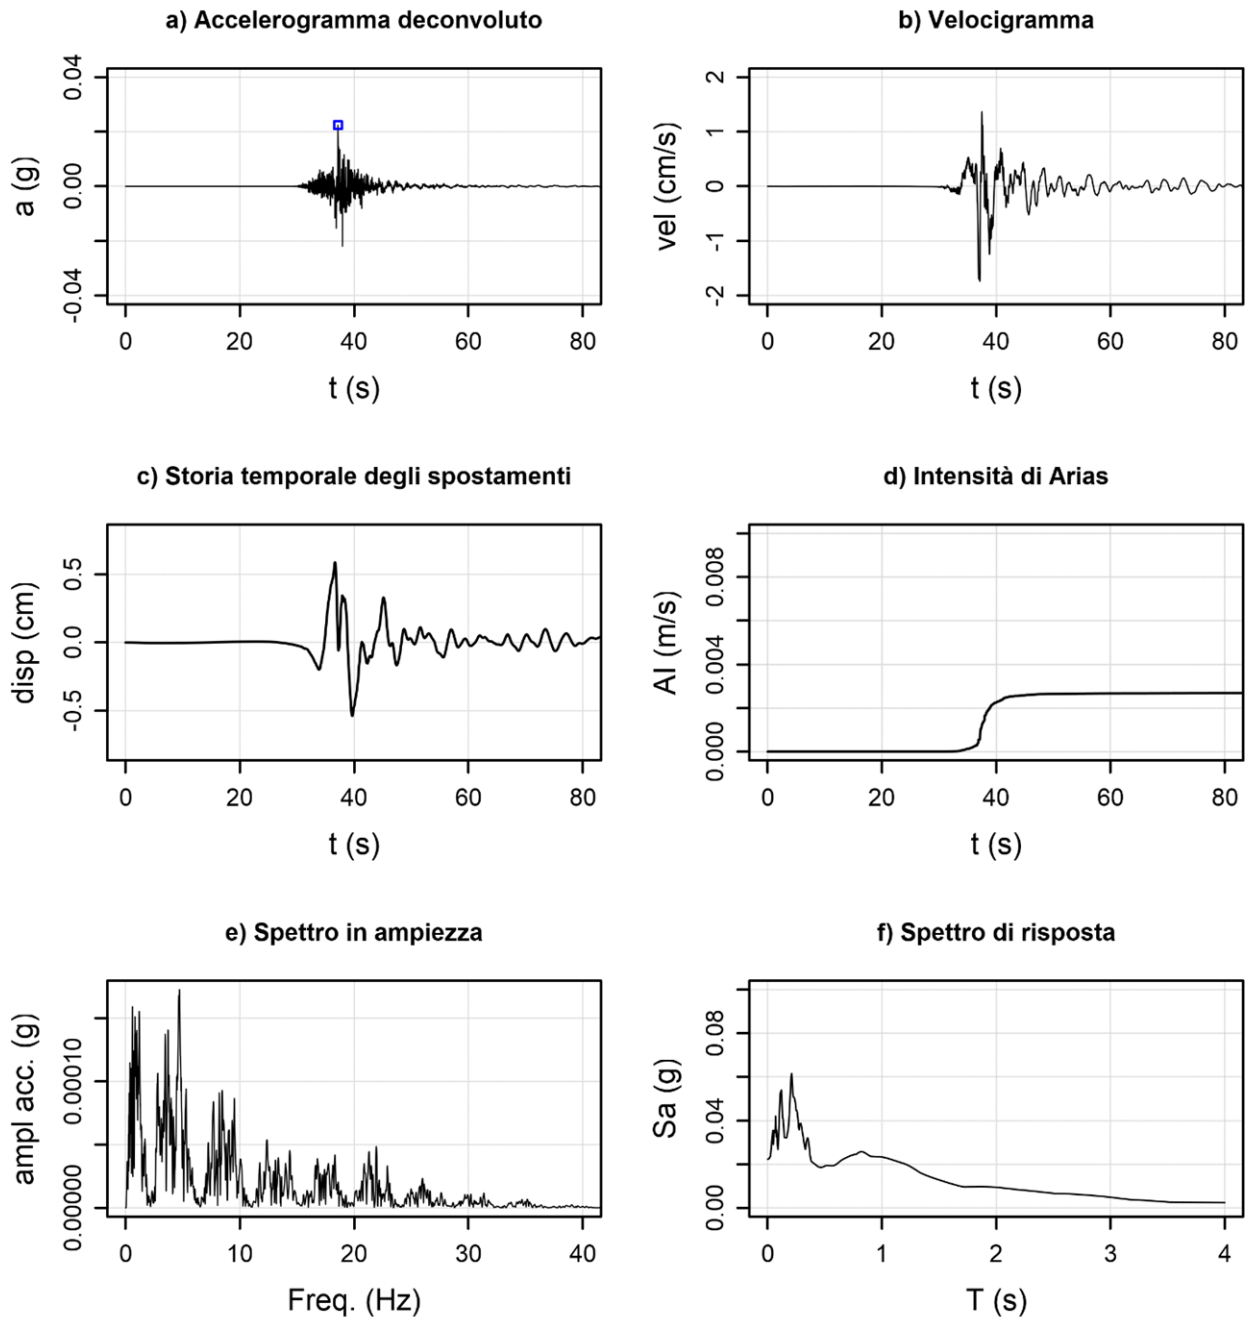 a) Accelerogramma deconvoluto
a (g)
0.04
0.00
-0.04
0 20 40 60 80
t (s)
b) Velocigramma
vel (cm/s)
2
1
0
-1
-2
0 20 40 60 80
t (s)
c) Storia temporale degli spostamenti
disp (cm)
0.5
0.0
-0.5
0 20 40 60 80
t (s)
d) Intensità di Arias
AI (m/s)
0.008
0.004
0.000
0 20 40 60 80
t (s)
e) Spettro in ampiezza
ampl acc. (g)
0.00010
0.00000
0 10 20 30 40
Freq. (Hz)
f) Spettro di risposta
Sa (g)
0.08
0.04
0.00
0 1 2 3 4
T (s)